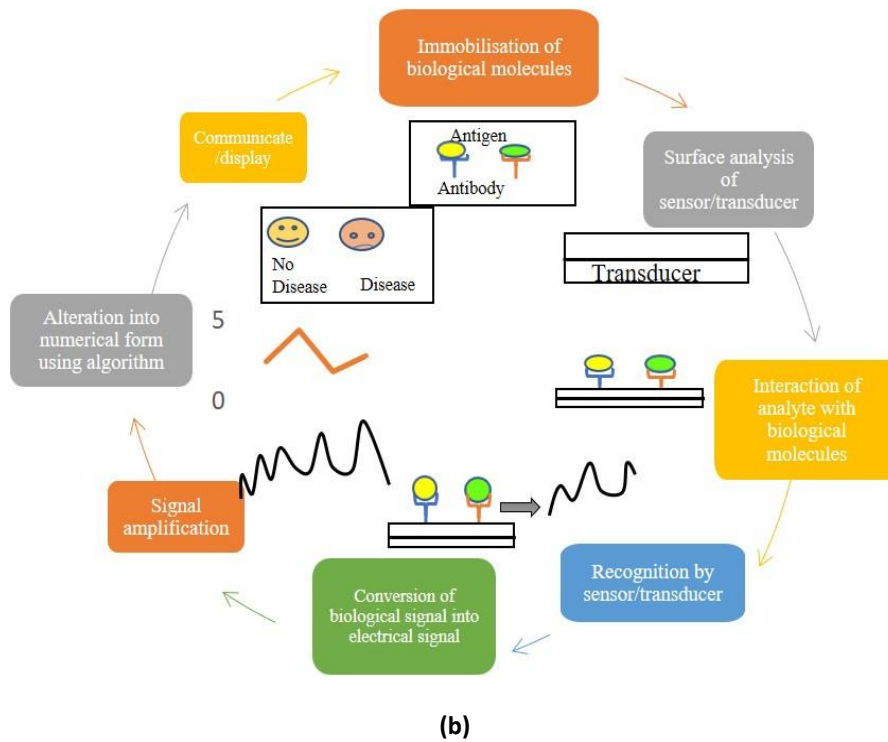 Immobilisation of
biological molecules
Surface analysis
of
sensor/transducer
Interaction of
analyte with
biological
molecules
Recognition by
sensor/transducer
Conversion of
biological signal into
electrical signal
Signal
amplification
Alteration into
numerical form
using algorithm
Communicate
/display
Antigen
Antibody
No
Disease
Disease
Transducer
5
0
(b)